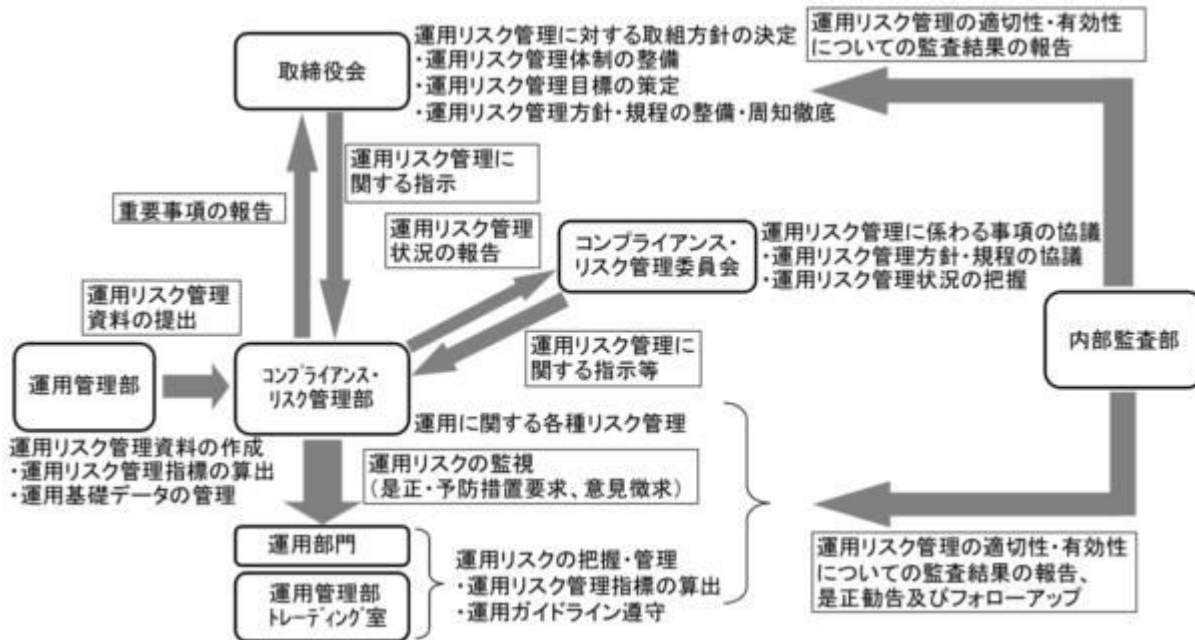 取締役会
運用リスク管理に対する取組方針の決定
・運用リスク管理体制の整備
・運用リスク管理目標の策定
・運用リスク管理方針・規程の整備・周知徹底
運用リスク管理の適切性・有効性
についての監査結果の報告
運用リスク管理に
関する指示
重要事項の報告
運用リスク管理
状況の報告
コンプライアンス・
リスク管理委員会
運用リスク管理に係わる事項の協議
・運用リスク管理方針・規程の協議
・運用リスク管理状況の把握
運用リスク管理
資料の提出
運用リスク管理に
関する指示等
内部監査部
運用管理部
コンプライアンス・
リスク管理部
運用に関する各種リスク管理
運用リスク管理資料の作成
・運用リスク管理指標の算出
・運用基礎データの管理
運用リスクの監視
(是正・予防措置要求、意見徴求)
運用部門
運用管理部
トレーディング室
運用リスクの把握・管理
・運用リスク管理指標の算出
・運用ガイドライン遵守
運用リスク管理の適切性・有効性
についての監査結果の報告、
是正勧告及びフォローアップ